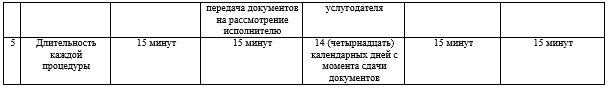 передача документов
на рассмотрение
исполнителю
услугодателя
5
Длительность
каждой
процедуры
15 минут
15 минут
14 (четырнадцать)
календарных дней с
момента сдачи
документов
15 минут
15 минут